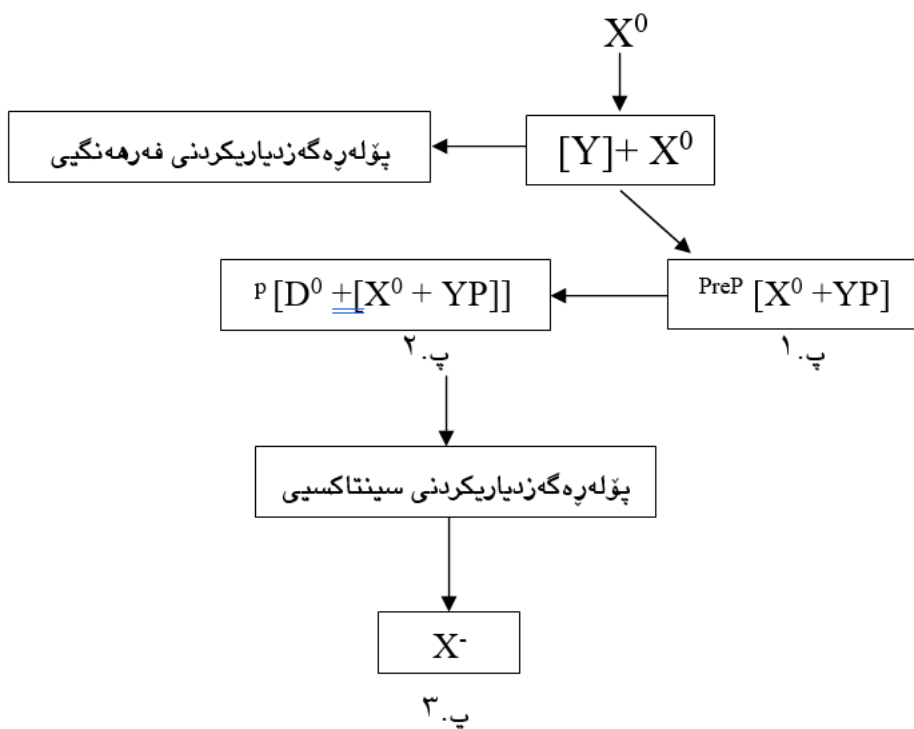 X⁰
[Y]+ X⁰
پۆلەڕەگەزدیاریکردنی فەرهەنگیی
ᴾʳᵉᴾ [X⁰ +YP]
پ.١
ᵖ [D⁰ +[X⁰ + YP]]
پ.٢
پۆلەڕەگەزدیاریکردنی سینتاکسیی
X⁻
پ.٣